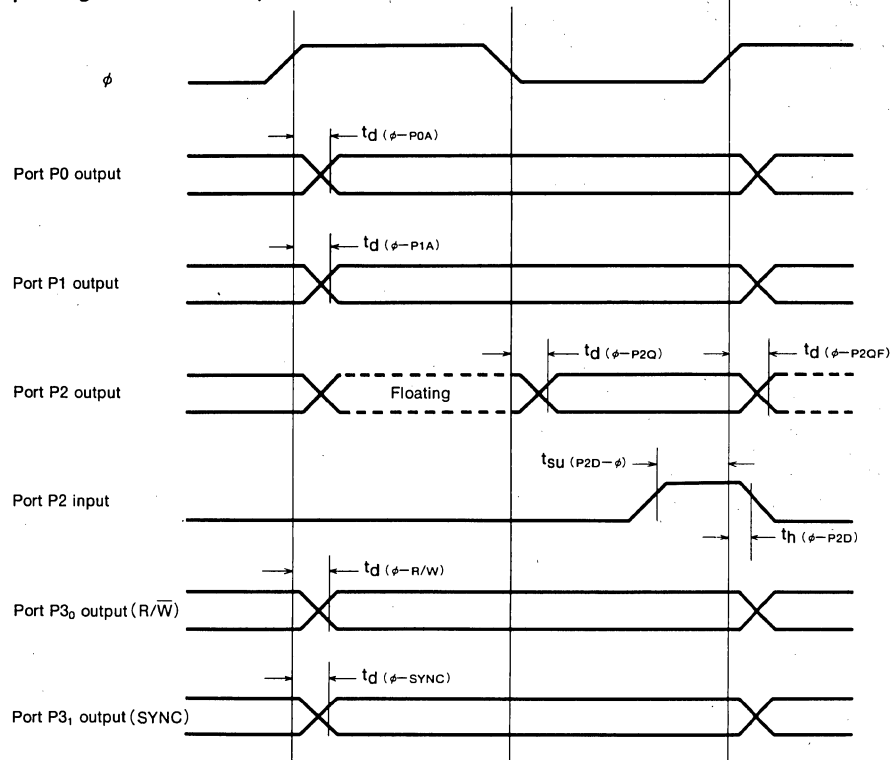 ϕ
td (ϕ−P0A)
Port P0 output
td (ϕ−P1A)
Port P1 output
td (ϕ−P2Q)
td (ϕ−P2QF)
Port P2 output
Floating
tsu (P2D−ϕ)
Port P2 input
th (ϕ−P2D)
td (ϕ−R/W)
Port P3₀ output (R/W̅)
td (ϕ−SYNC)
Port P3₁ output (SYNC)